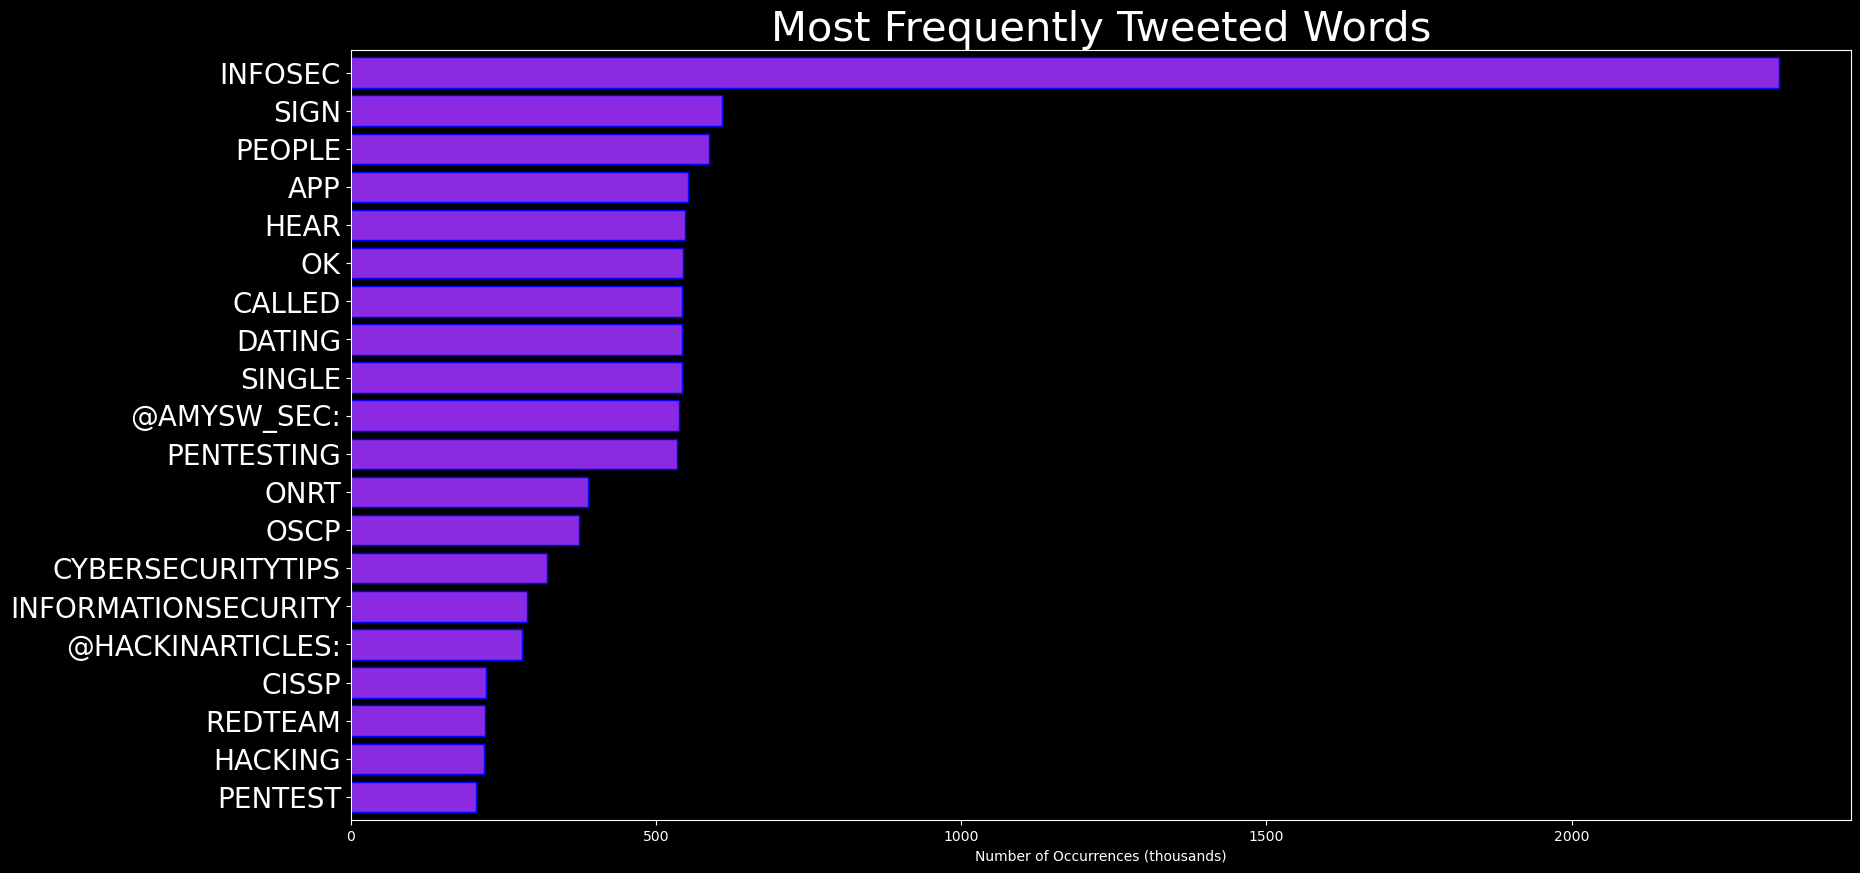 Most Frequently Tweeted Words
INFOSEC
SIGN
PEOPLE
APP
HEAR
OK
CALLED
DATING
SINGLE
@AMYSW_SEC:
PENTESTING
ONRT
OSCP
CYBERSECURITYTIPS
INFORMATIONSECURITY
@HACKINARTICLES:
CISSP
REDTEAM
HACKING
PENTEST
0 500 1000 1500 2000
Number of Occurrences (thousands)